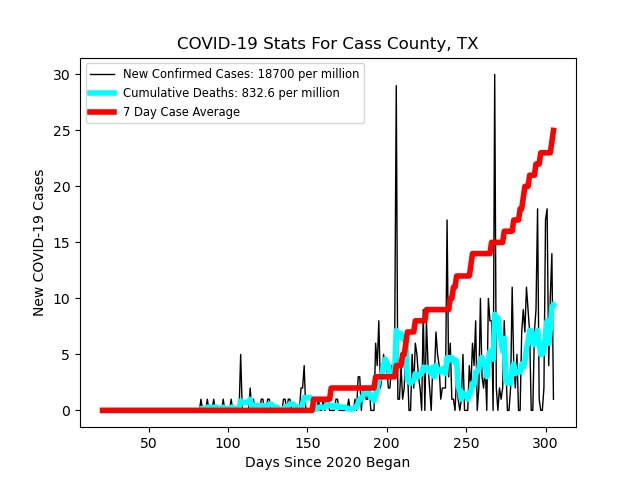 COVID-19 Stats For Cass County, TX
New Confirmed Cases: 18700 per million
Cumulative Deaths: 832.6 per million
7 Day Case Average
New COVID-19 Cases
30
25
20
15
10
5
0
50 100 150 200 250 300
Days Since 2020 Began